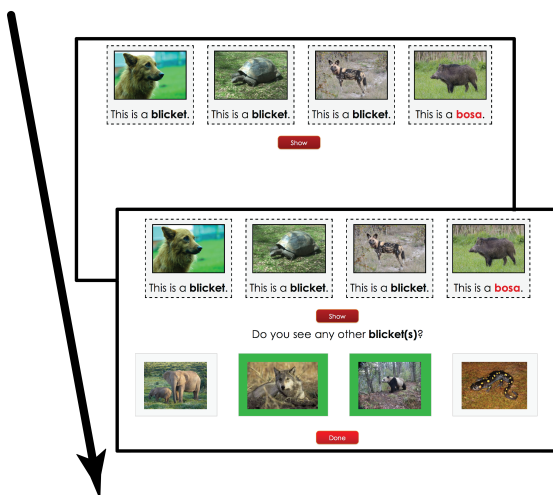 This is a blicket. This is a blicket. This is a blicket. This is a bosa.
Show
This is a blicket. This is a blicket. This is a blicket. This is a bosa.
Show
Do you see any other blicket(s)?
Done